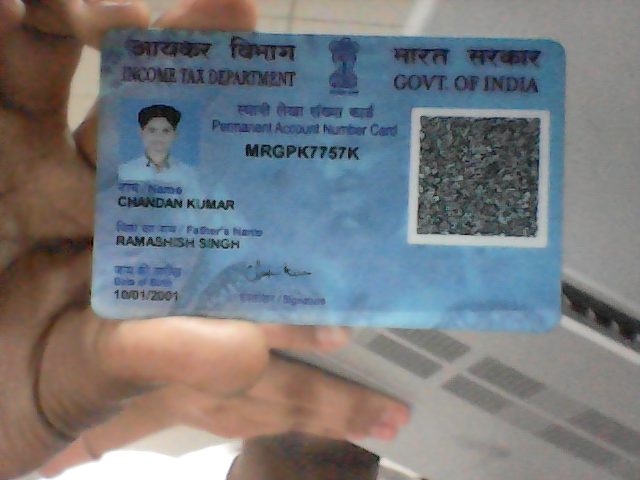 आयकर विभाग
INCOME TAX DEPARTMENT
भारत सरकार
GOVT. OF INDIA
स्थायी लेखा संख्या कार्ड
Permanent Account Number Card
MRGPK7757K
नाम / Name
CHANDAN KUMAR
पिता का नाम / Father's Name
RAMASHISH SINGH
जन्म की तारीख
Date of Birth
10/01/2001
हस्ताक्षर / Signature